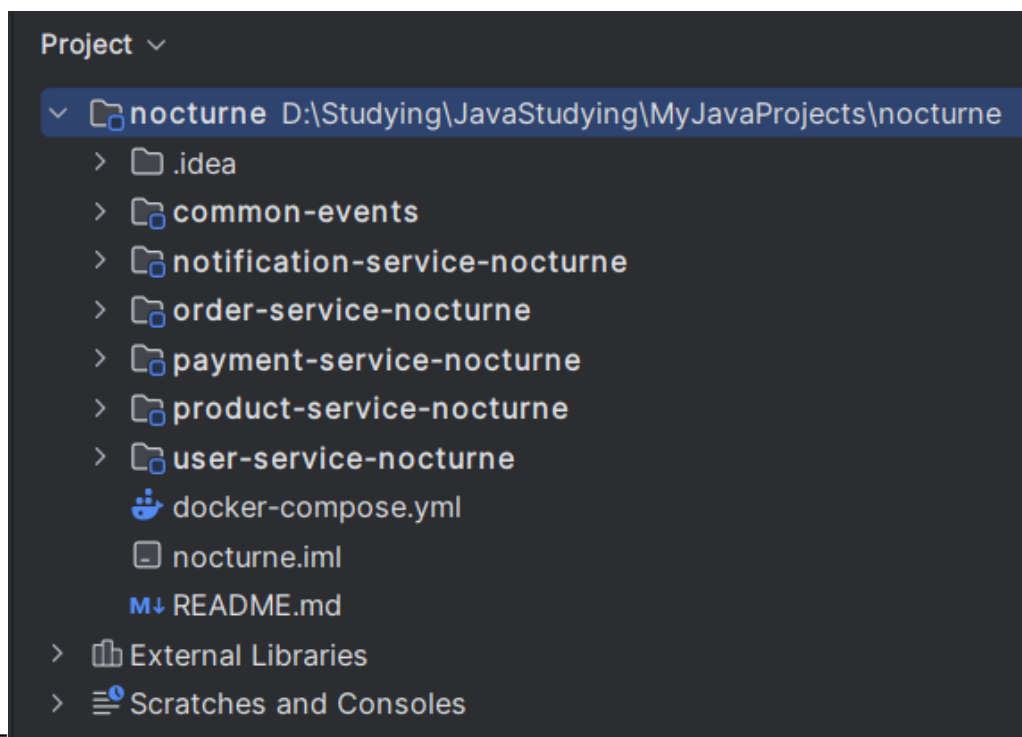 Project
nocturne D:\Studying\JavaStudying\MyJavaProjects\nocturne
.idea
common-events
notification-service-nocturne
order-service-nocturne
payment-service-nocturne
product-service-nocturne
user-service-nocturne
docker-compose.yml
nocturne.iml
M↓ README.md
External Libraries
Scratches and Consoles